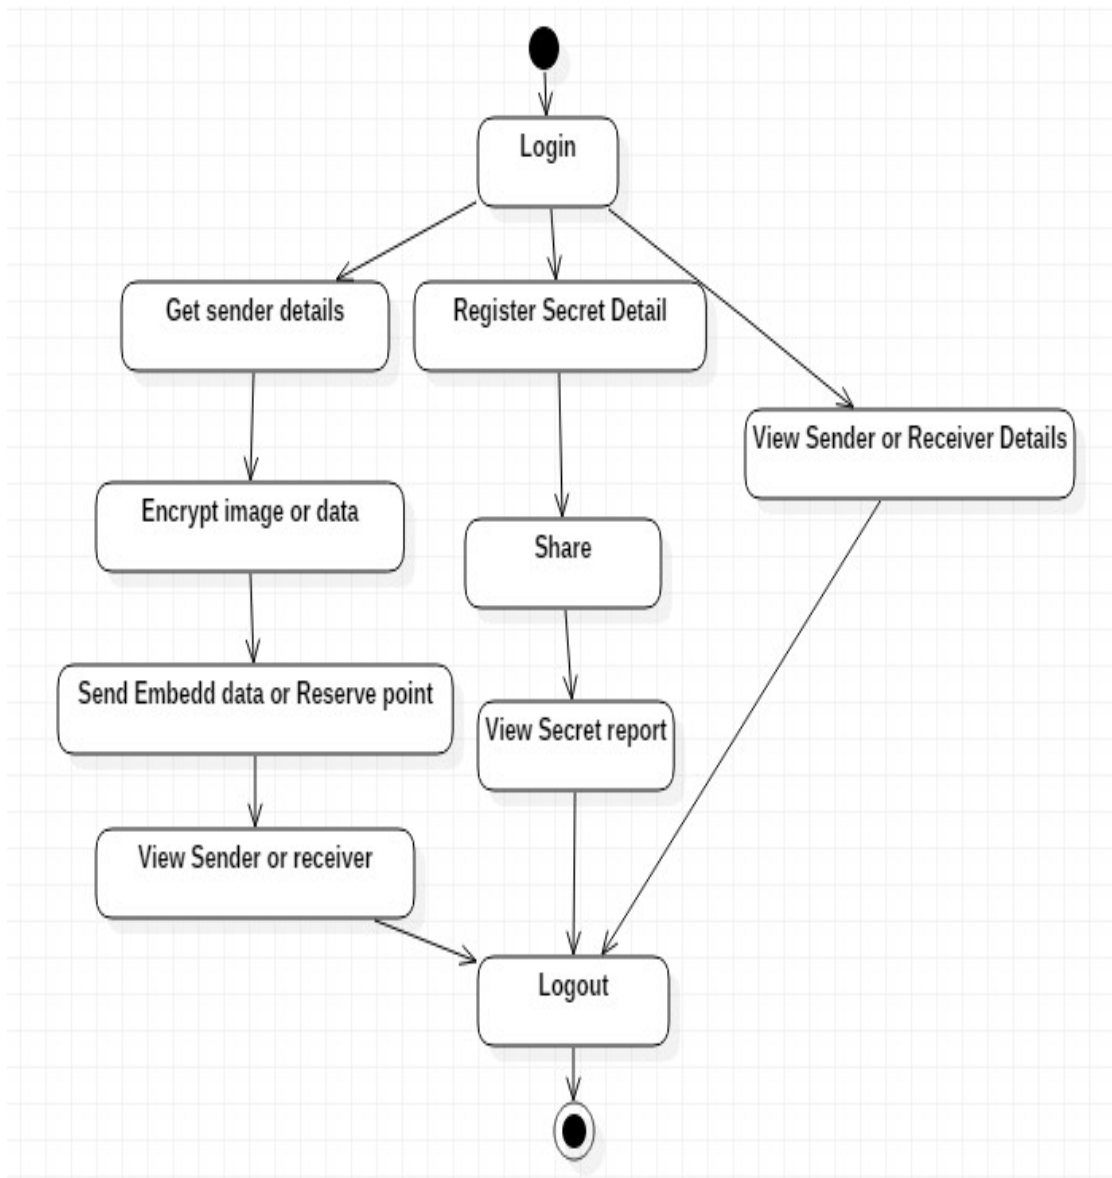 Login
Get sender details
Register Secret Detail
View Sender or Receiver Details
Encrypt image or data
Share
Send Embedd data or Reserve point
View Secret report
View Sender or receiver
Logout